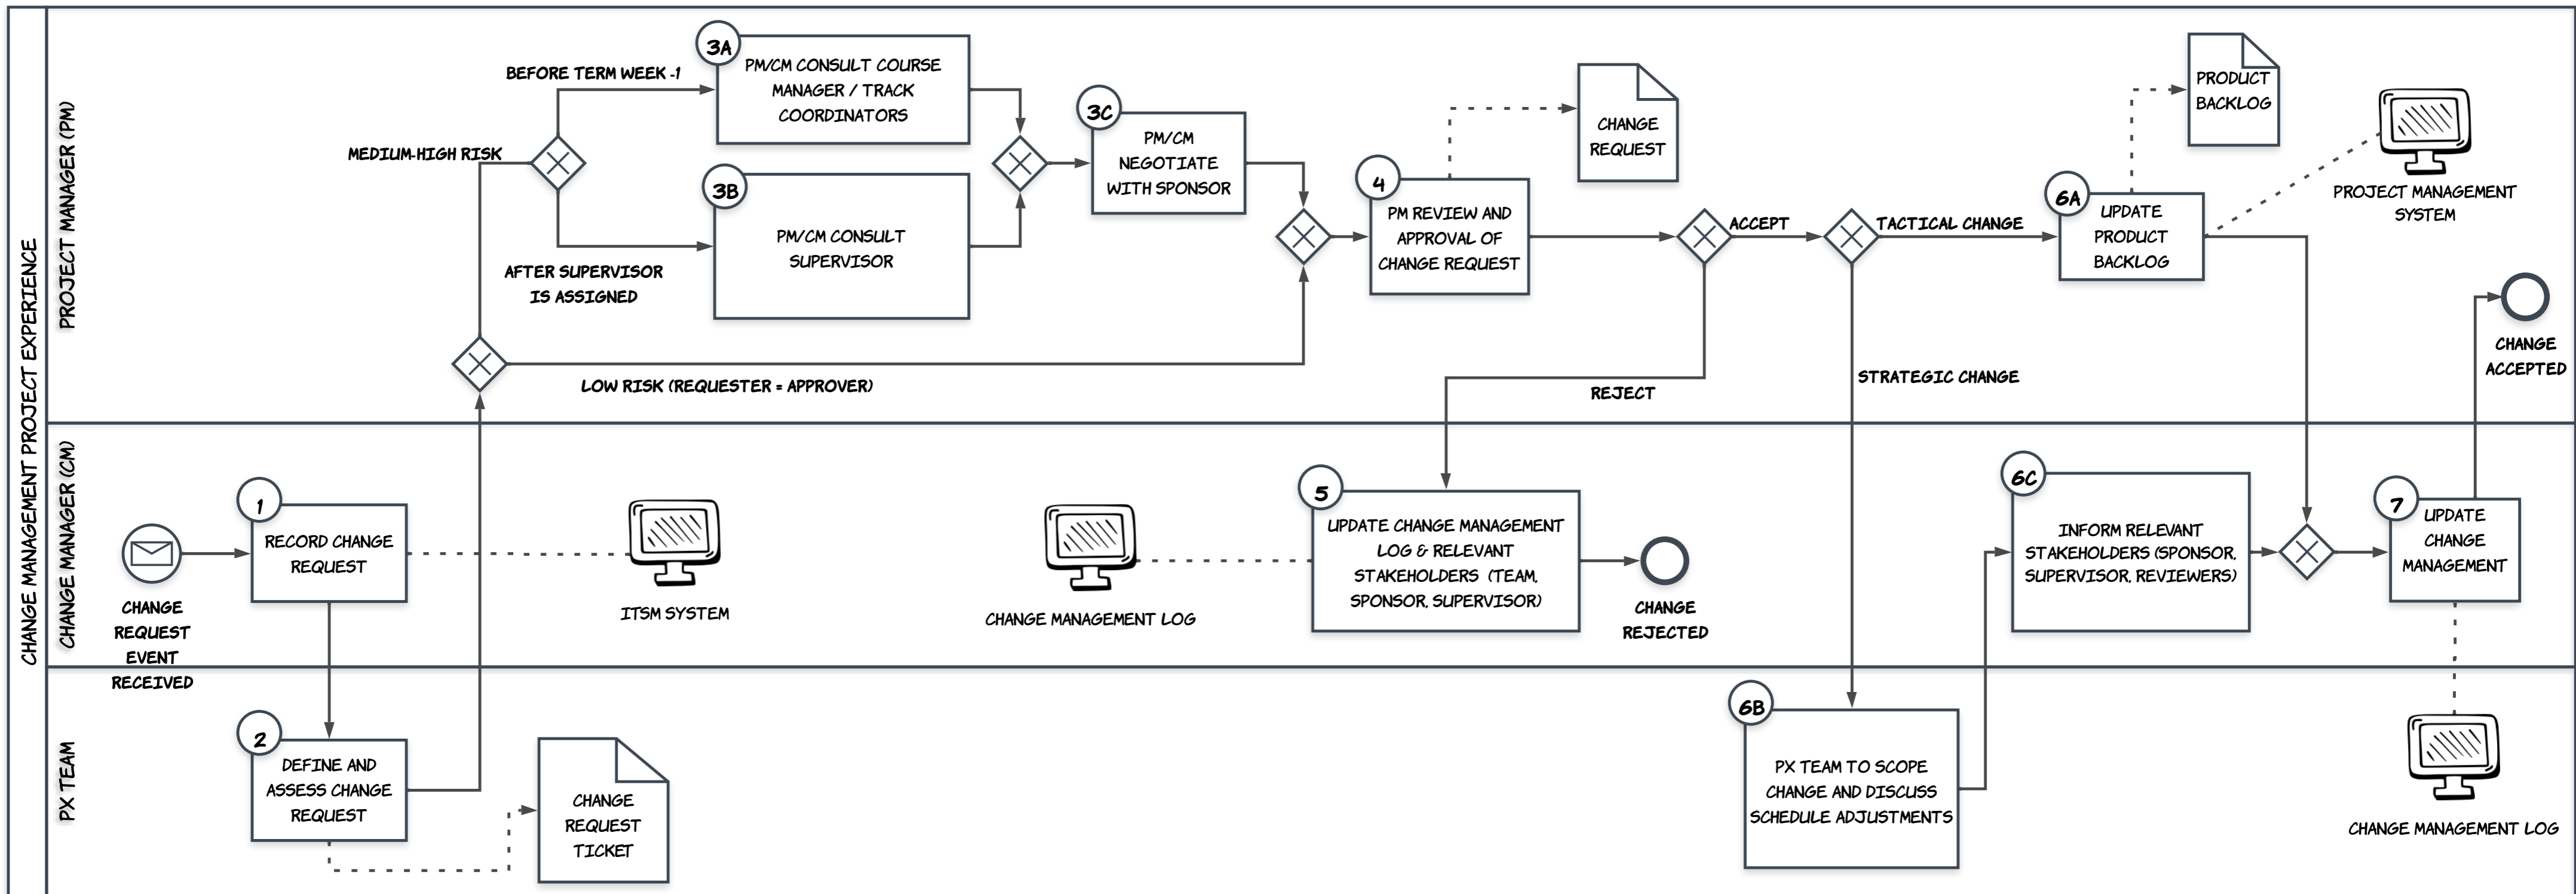 CHANGE MANAGEMENT PROJECT EXPERIENCE
PROJECT MANAGER (PM)
MEDIUM-HIGH RISK
BEFORE TERM WEEK -1
AFTER SUPERVISOR
IS ASSIGNED
3A
PM/CM CONSULT COURSE
MANAGER / TRACK
COORDINATORS
3B
PM/CM CONSULT
SUPERVISOR
3C
PM/CM
NEGOTIATE
WITH SPONSOR
LOW RISK (REQUESTER = APPROVER)
4
PM REVIEW AND
APPROVAL OF
CHANGE REQUEST
CHANGE
REQUEST
ACCEPT
REJECT
TACTICAL CHANGE
STRATEGIC CHANGE
6A
UPDATE
PRODUCT
BACKLOG
PRODUCT
BACKLOG
PROJECT MANAGEMENT
SYSTEM
CHANGE
ACCEPTED
CHANGE MANAGER (CM)
CHANGE
REQUEST
EVENT
RECEIVED
1
RECORD CHANGE
REQUEST
ITSM SYSTEM
CHANGE MANAGEMENT LOG
5
UPDATE CHANGE MANAGEMENT
LOG & RELEVANT
STAKEHOLDERS (TEAM,
SPONSOR, SUPERVISOR)
CHANGE
REJECTED
6C
INFORM RELEVANT
STAKEHOLDERS (SPONSOR,
SUPERVISOR, REVIEWERS)
7
UPDATE
CHANGE
MANAGEMENT
PX TEAM
2
DEFINE AND
ASSESS CHANGE
REQUEST
CHANGE
REQUEST
TICKET
6B
PX TEAM TO SCOPE
CHANGE AND DISCUSS
SCHEDULE ADJUSTMENTS
CHANGE MANAGEMENT LOG